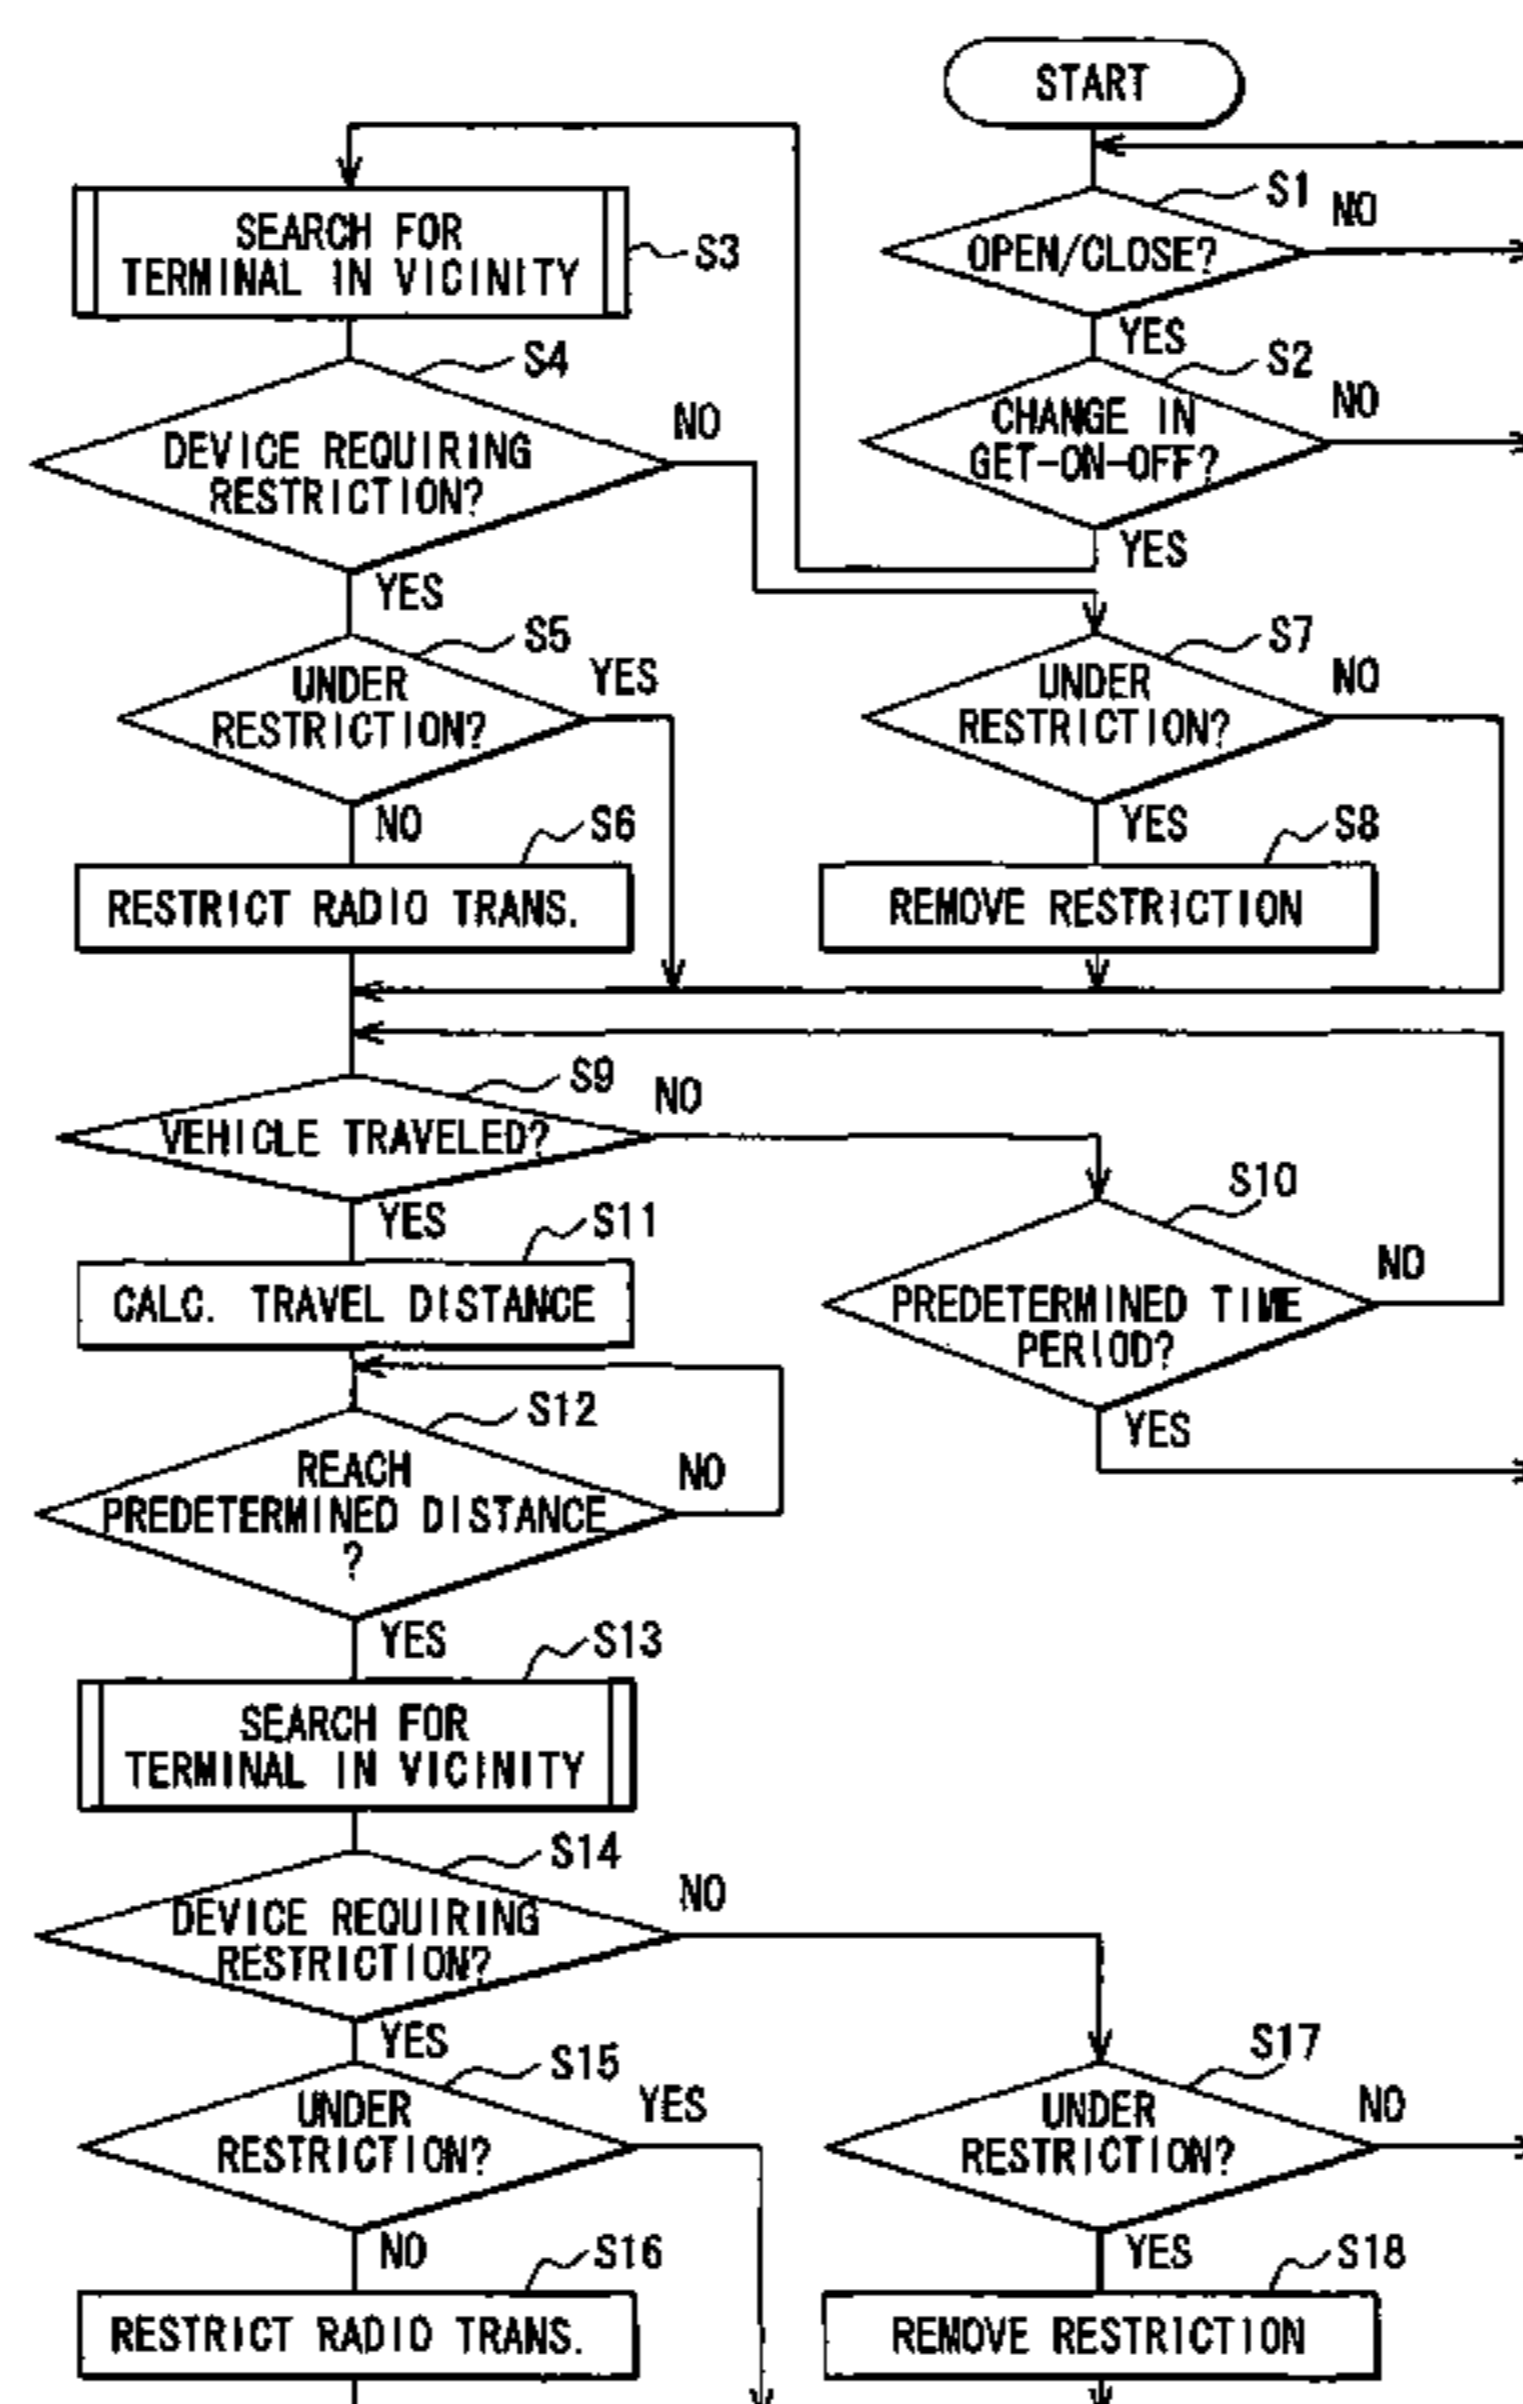 START
S1
NO
OPEN/CLOSE?
YES
S2
NO
CHANGE IN
GET-ON-OFF?
YES
SEARCH FOR
TERMINAL IN VICINITY
S3
S4
NO
DEVICE REQUIRING
RESTRICTION?
YES
S5
YES
UNDER
RESTRICTION?
NO
S6
RESTRICT RADIO TRANS.
S7
NO
UNDER
RESTRICTION?
YES
S8
REMOVE RESTRICTION
S9
NO
VEHICLE TRAVELED?
YES
S10
NO
PREDETERMINED TIME
PERIOD?
YES
S11
CALC. TRAVEL DISTANCE
S12
NO
REACH
PREDETERMINED DISTANCE
?
YES
S13
SEARCH FOR
TERMINAL IN VICINITY
S14
NO
DEVICE REQUIRING
RESTRICTION?
YES
S15
YES
UNDER
RESTRICTION?
NO
S16
RESTRICT RADIO TRANS.
S17
NO
UNDER
RESTRICTION?
YES
S18
REMOVE RESTRICTION